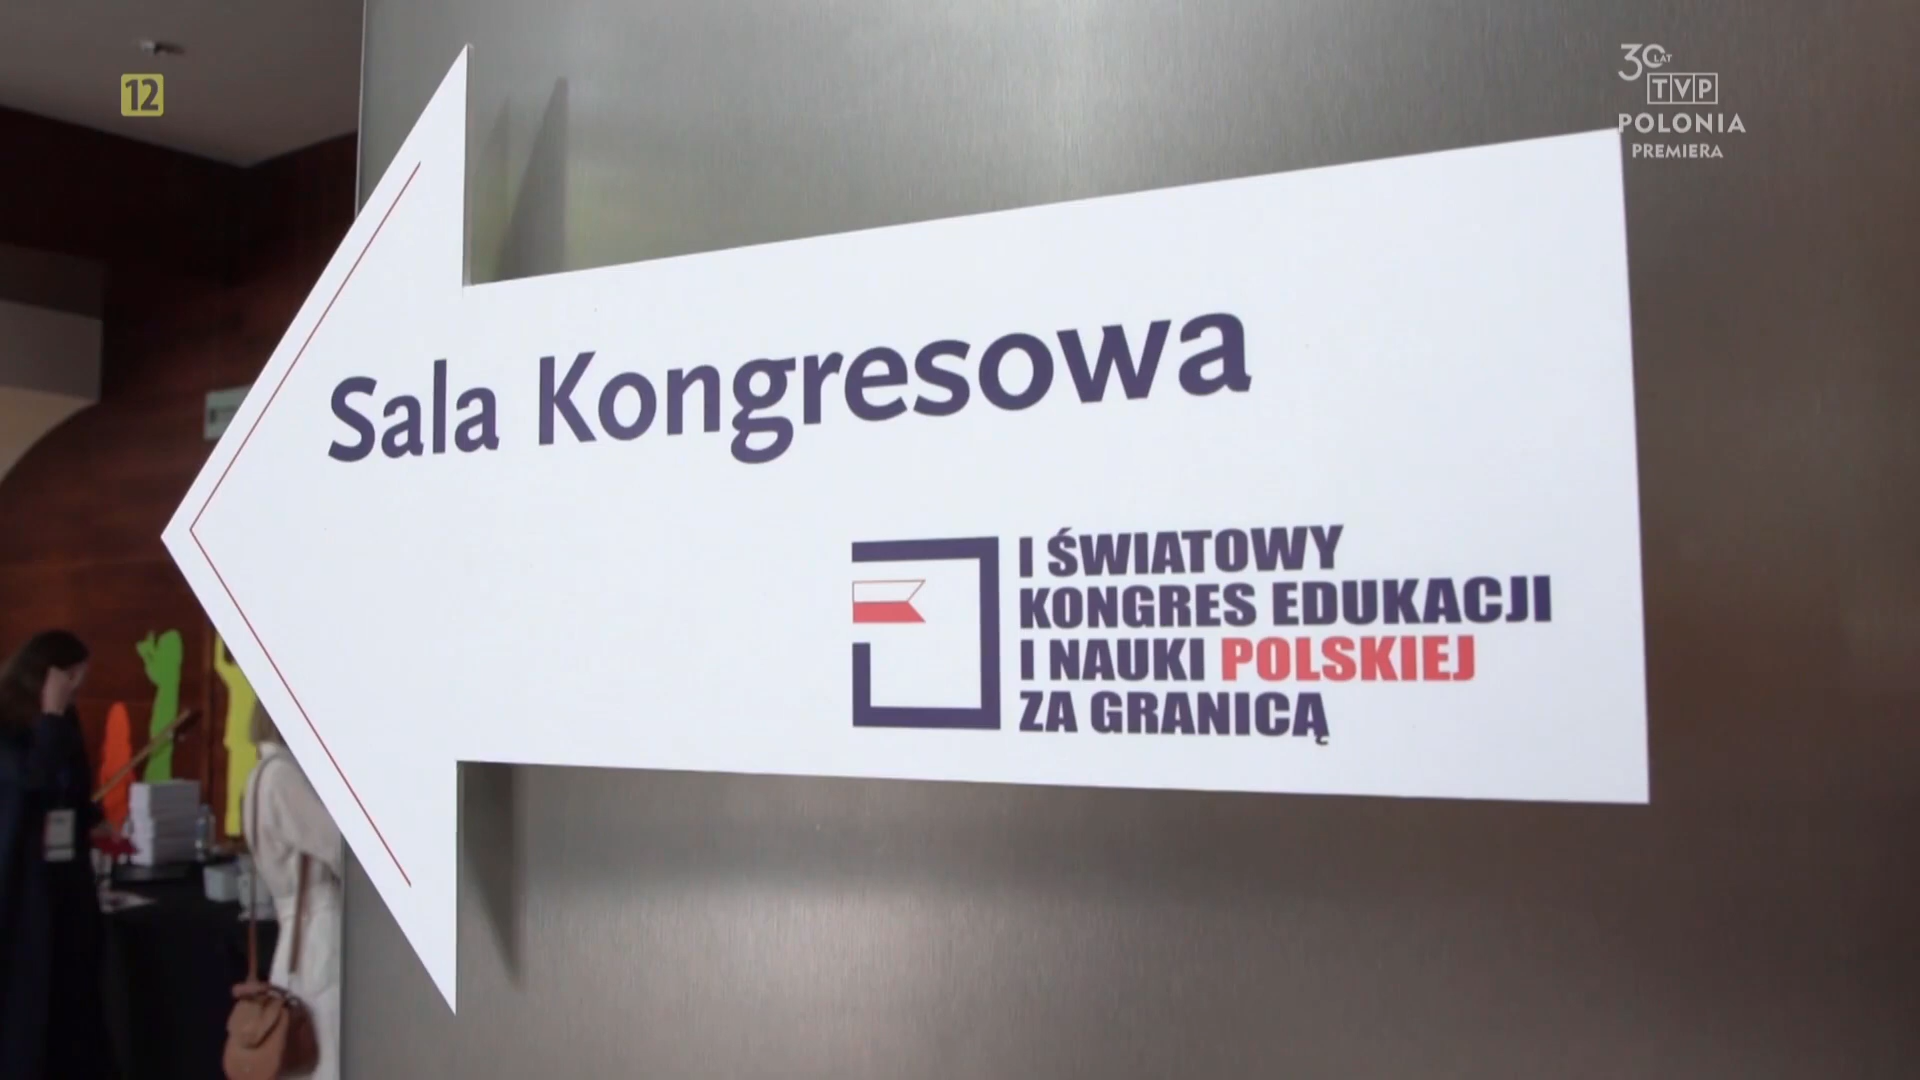 12
30 LAT
TVP
POLONIA
PREMIERA
Sala Kongresowa
I ŚWIATOWY
KONGRES EDUKACJI
I NAUKI POLSKIEJ
ZA GRANICĄ